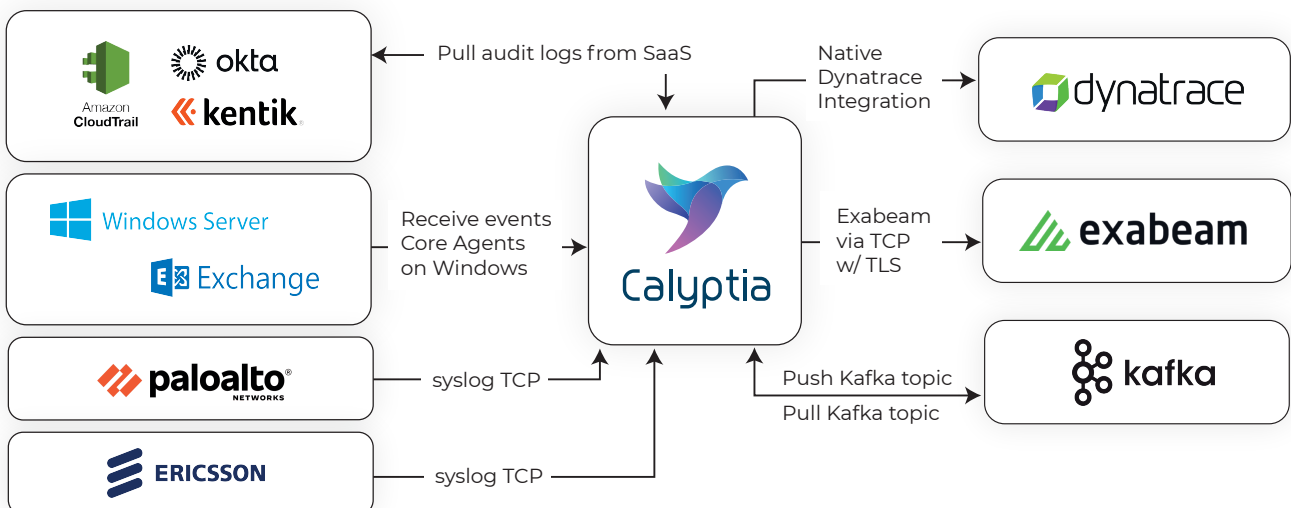 Amazon
CloudTrail
okta
kentik
Pull audit logs from SaaS
Native
Dynatrace
Integration
dynatrace
Windows Server
E Exchange
Receive events
Core Agents
on Windows
Calyptia
Exabeam
via TCP
w/ TLS
exabeam
paloalto®
NETWORKS
syslog TCP
Push Kafka topic
Pull Kafka topic
kafka
ERICSSON
syslog TCP